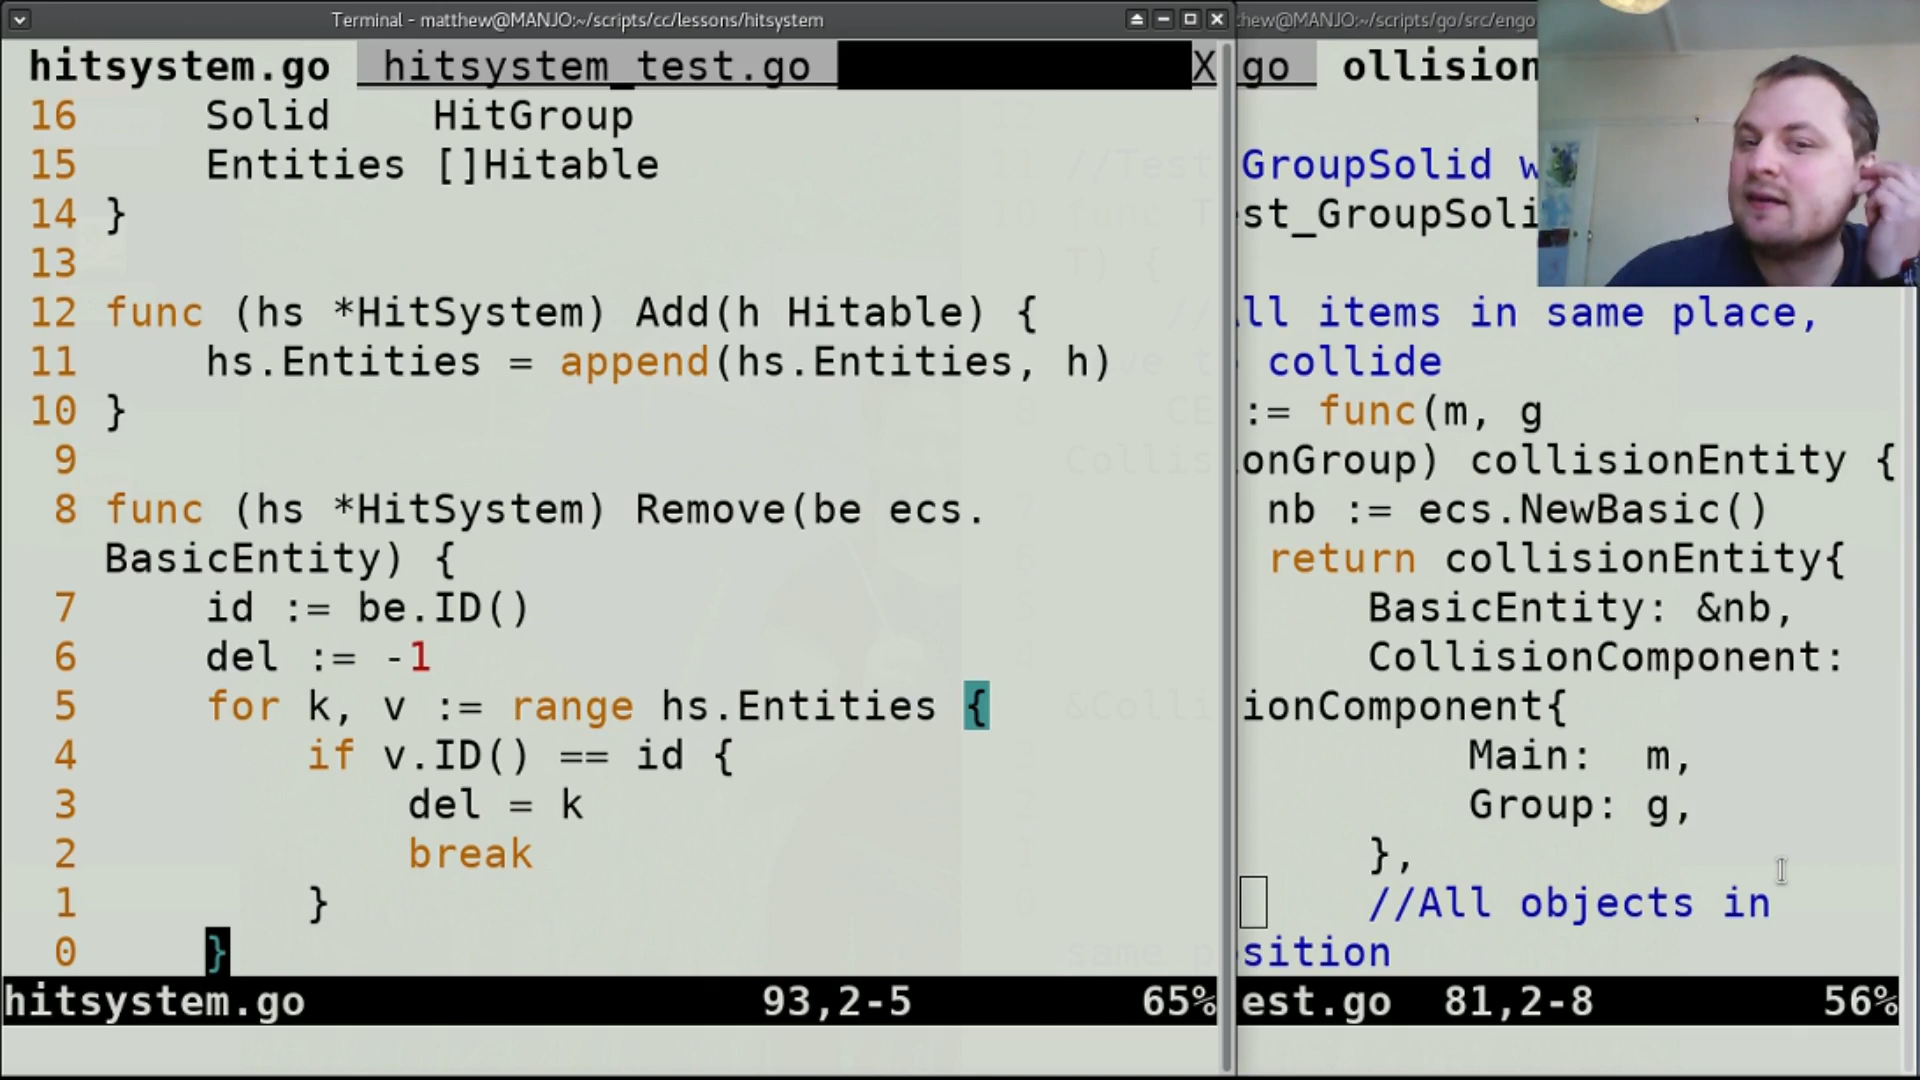 Terminal - matthew@MANJO:~/scripts/cc/lessons/hitsystem
hitsystem.go hitsystem_test.go X
16 Solid HitGroup
15 Entities []Hitable
14 }
13
12 func (hs *HitSystem) Add(h Hitable) {
11 hs.Entities = append(hs.Entities, h)
10 }
9
8 func (hs *HitSystem) Remove(be ecs.
BasicEntity) {
7 id := be.ID()
6 del := -1
5 for k, v := range hs.Entities {
4 if v.ID() == id {
3 del = k
2 break
1 }
0 }
hitsystem.go 93,2-5 65%
hew@MANJO:~/scripts/go/src/engo
go ollision
GroupSolid w
st_GroupSoli
ll items in same place,
collide
:= func(m, g
onGroup) collisionEntity {
nb := ecs.NewBasic()
return collisionEntity{
BasicEntity: &nb,
CollisionComponent:
ionComponent{
Main: m,
Group: g,
},
//All objects in
sition
est.go 81,2-8 56%